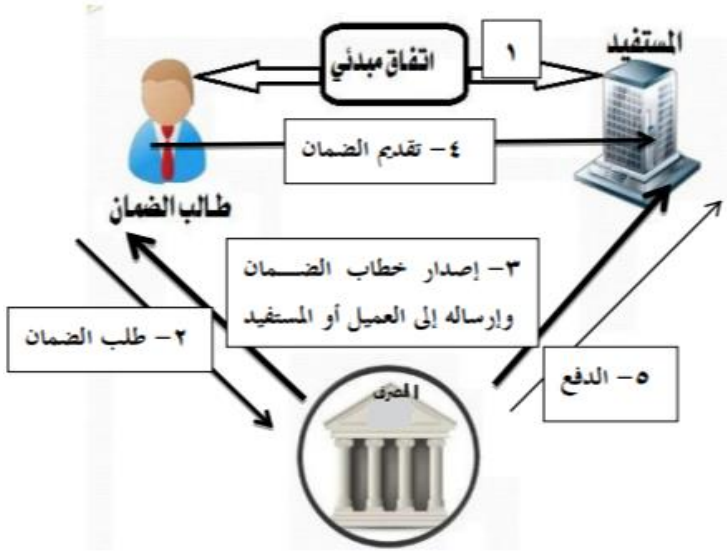 المستفيد
١
اتفاق مبدئي
٤- تقديم الضمان
طالب الضمان
٣- إصدار خطاب الضمان
وإرساله إلى العميل أو المستفيد
٢- طلب الضمان
٥- الدفع
المصرف